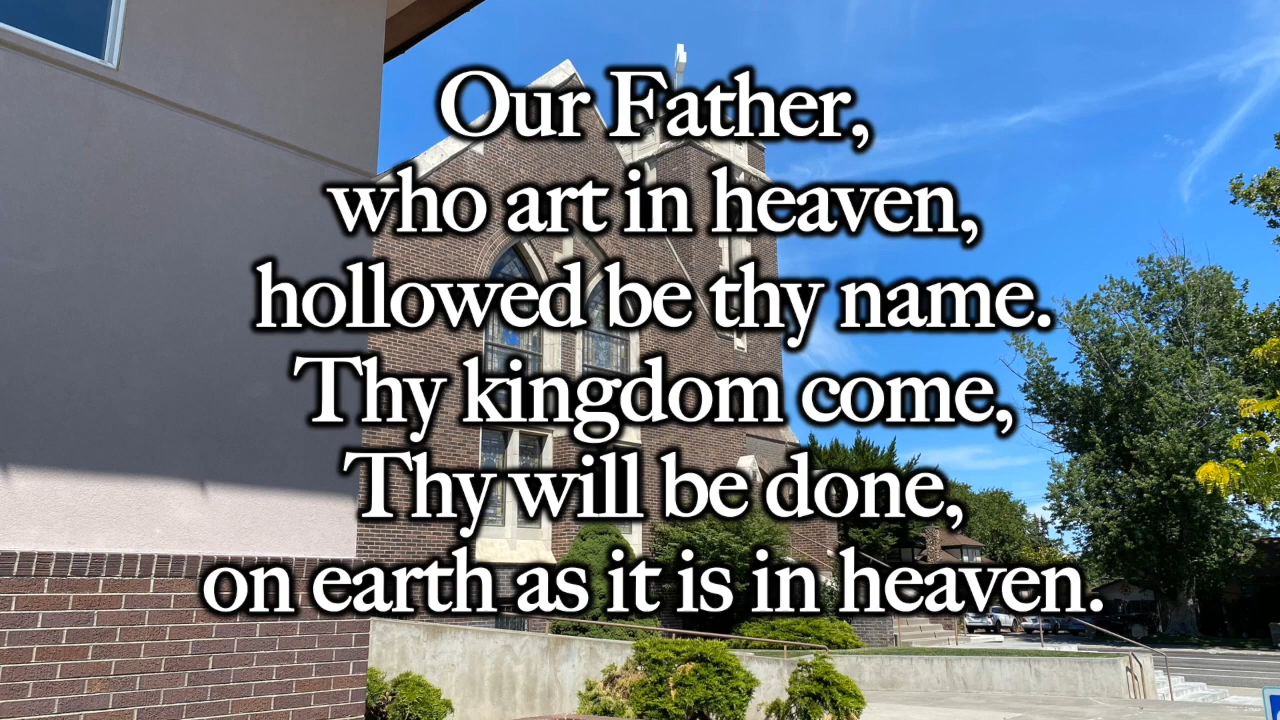 Our Father,
who art in heaven,
hollowed be thy name.
Thy kingdom come,
Thy will be done,
on earth as it is in heaven.